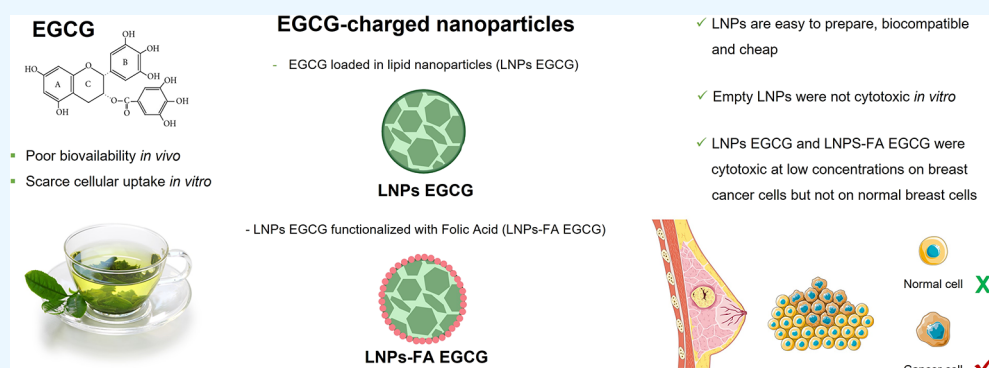 EGCG
OH
OH
B
HO
O
OH
A
C
OH
O
C
OH
O
OH
OH
Poor biovailability in vivo
Scarce cellular uptake in vitro
EGCG-charged nanoparticles
- EGCG loaded in lipid nanoparticles (LNPs EGCG)
LNPs EGCG
- LNPs EGCG functionalized with Folic Acid (LNPs-FA EGCG)
LNPs-FA EGCG
✓ LNPs are easy to prepare, biocompatible
and cheap
✓ Empty LNPs were not cytotoxic in vitro
✓ LNPs EGCG and LNPS-FA EGCG were
cytotoxic at low concentrations on breast
cancer cells but not on normal breast cells
Normal cell